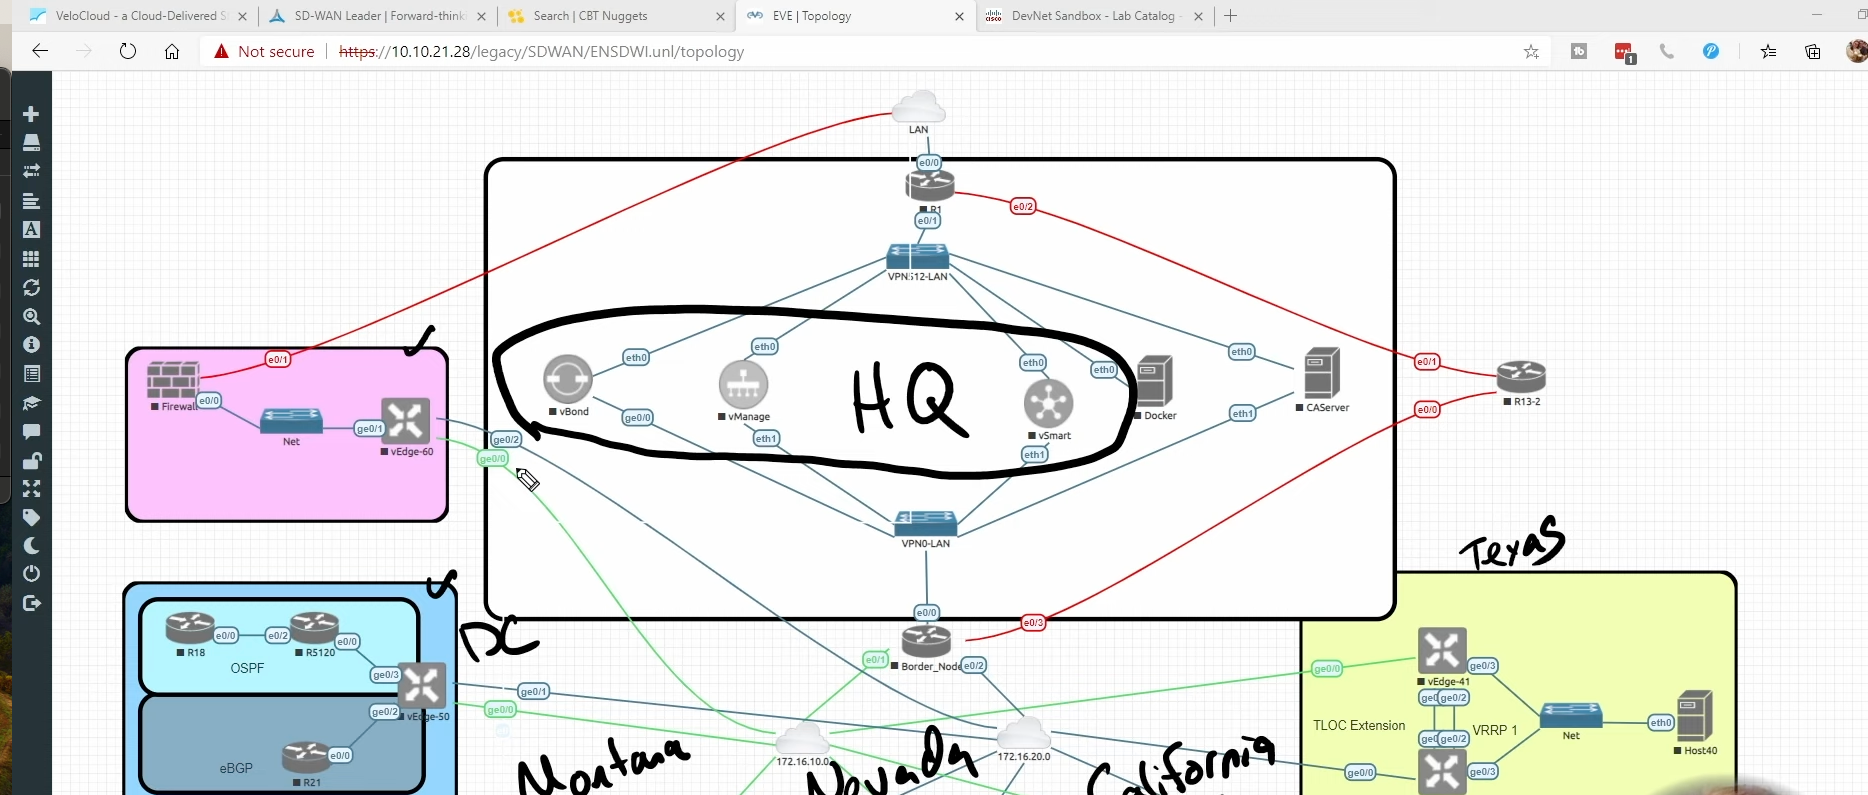 VeloCloud - a Cloud-Delivered S
SD-WAN Leader | Forward-think
Search | CBT Nuggets
EVE | Topology
DevNet Sandbox - Lab Catalog -
Not secure
https://10.10.21.28/legacy/SDWAN/ENSDWI.unl/topology
1
LAN
e0/0
R1
e0/2
e0/1
VPN512-LAN
e0/1
Firewall
e0/0
Net
ge0/1
vEdge-60
ge0/2
ge0/0
eth0
vBond
ge0/0
eth0
vManage
eth1
HQ
eth0
vSmart
eth1
eth0
Docker
eth0
CAServer
eth1
e0/1
R13-2
e0/0
VPN0-LAN
Texas
e0/0
e0/3
Border_Node
e0/1
e0/2
DC
R18
e0/0
e0/2
R5120
e0/0
OSPF
ge0/3
vEdge-50
ge0/2
ge0/1
ge0/0
R21
e0/0
eBGP
ge0/0
vEdge-41
ge0/3
ge0/2
TLOC Extension
VRRP 1
ge0/2
ge0/3
ge0/0
Net
eth0
Host40
172.16.10.0
172.16.20.0
Montana
Nevada
California